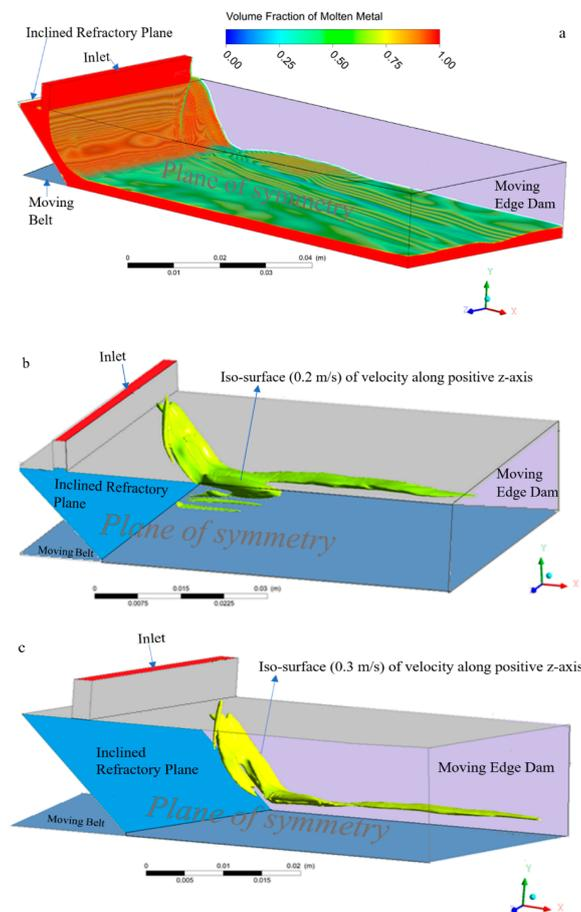 Volume Fraction of Molten Metal
a
Inclined Refractory Plane
Inlet
0.00
0.25
0.50
0.75
1.00
Plane of symmetry
Moving
Edge Dam
Moving
Belt
0 0.02 0.04 (m)
0.01 0.03
Y
Z X
b
Inlet
Iso-surface (0.2 m/s) of velocity along positive z-axis
Inclined Refractory
Plane
Moving
Edge Dam
Plane of symmetry
Moving Belt
0 0.015 0.03 (m)
0.0075 0.0225
Y
X
c
Inlet
Iso-surface (0.3 m/s) of velocity along positive z-axis
Inclined
Refractory Plane
Moving Edge Dam
Moving Belt
Plane of symmetry
0 0.01 0.02 (m)
0.005 0.015
Y
X